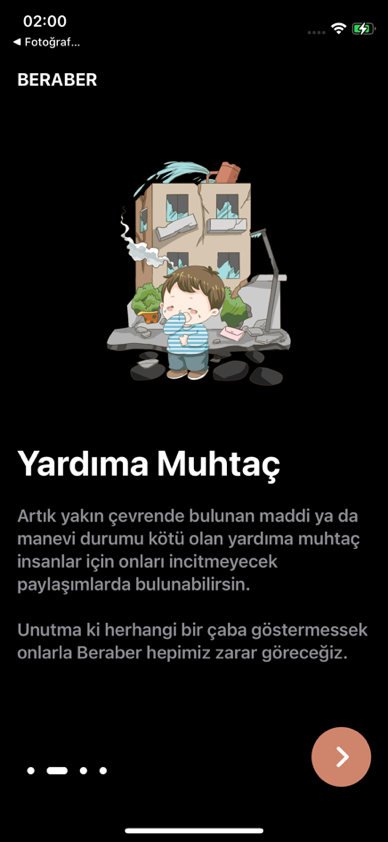 02:00
◀ Fotoğraf...
BERABER
Yardıma Muhtaç
Artık yakın çevrende bulunan maddi ya da
manevi durumu kötü olan yardıma muhtaç
insanlar için onları incitmeyecek
paylaşımlarda bulunabilirsin.
Unutma ki herhangi bir çaba göstermessek
onlarla Beraber hepimiz zarar göreceğiz.